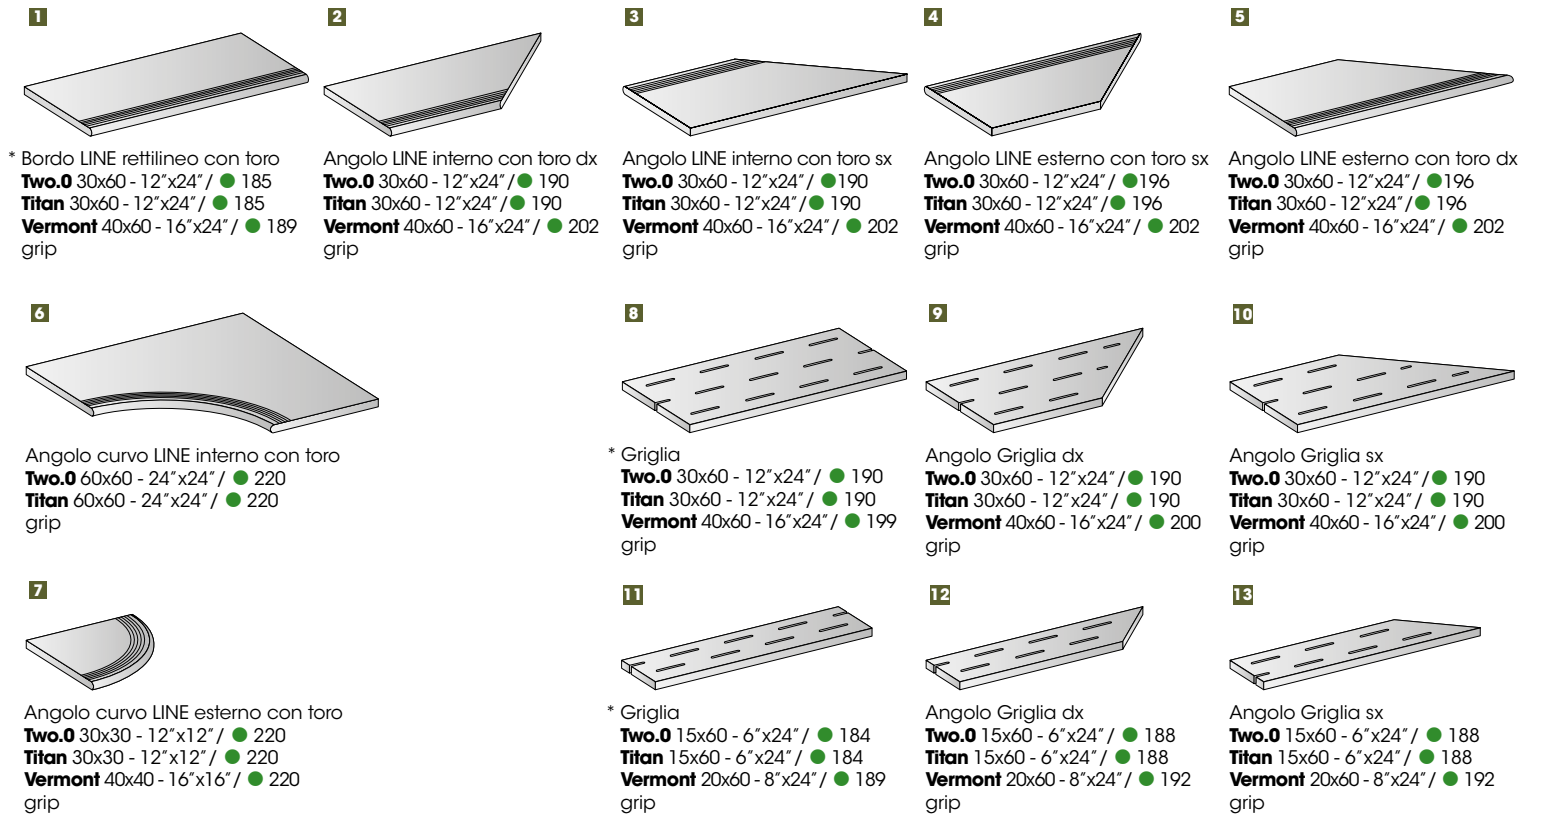 1
* Bordo LINE rettilineo con toro
Two.0 30x60 - 12″x24″/ ● 185
Titan 30x60 - 12″x24″/ ● 185
Vermont 40x60 - 16″x24″/ ● 189
grip
2
Angolo LINE interno con toro dx
Two.0 30x60 - 12″x24″/ ● 190
Titan 30x60 - 12″x24″/ ● 190
Vermont 40x60 - 16″x24″/ ● 202
grip
3
Angolo LINE interno con toro sx
Two.0 30x60 - 12″x24″/ ● 190
Titan 30x60 - 12″x24″/ ● 190
Vermont 40x60 - 16″x24″/ ● 202
grip
4
Angolo LINE esterno con toro sx
Two.0 30x60 - 12″x24″/ ● 196
Titan 30x60 - 12″x24″/ ● 196
Vermont 40x60 - 16″x24″/ ● 202
grip
5
Angolo LINE esterno con toro dx
Two.0 30x60 - 12″x24″/ ● 196
Titan 30x60 - 12″x24″/ ● 196
Vermont 40x60 - 16″x24″/ ● 202
grip
6
Angolo curvo LINE interno con toro
Two.0 60x60 - 24″x24″/ ● 220
Titan 60x60 - 24″x24″/ ● 220
grip
7
Angolo curvo LINE esterno con toro
Two.0 30x30 - 12″x12″/ ● 220
Titan 30x30 - 12″x12″/ ● 220
Vermont 40x40 - 16″x16″/ ● 220
grip
8
* Griglia
Two.0 30x60 - 12″x24″/ ● 190
Titan 30x60 - 12″x24″/ ● 190
Vermont 40x60 - 16″x24″/ ● 199
grip
9
Angolo Griglia dx
Two.0 30x60 - 12″x24″/ ● 190
Titan 30x60 - 12″x24″/ ● 190
Vermont 40x60 - 16″x24″/ ● 200
grip
10
Angolo Griglia sx
Two.0 30x60 - 12″x24″/ ● 190
Titan 30x60 - 12″x24″/ ● 190
Vermont 40x60 - 16″x24″/ ● 200
grip
11
* Griglia
Two.0 15x60 - 6″x24″/ ● 184
Titan 15x60 - 6″x24″/ ● 184
Vermont 20x60 - 8″x24″/ ● 189
grip
12
Angolo Griglia dx
Two.0 15x60 - 6″x24″/ ● 188
Titan 15x60 - 6″x24″/ ● 188
Vermont 20x60 - 8″x24″/ ● 192
grip
13
Angolo Griglia sx
Two.0 15x60 - 6″x24″/ ● 188
Titan 15x60 - 6″x24″/ ● 188
Vermont 20x60 - 8″x24″/ ● 192
grip